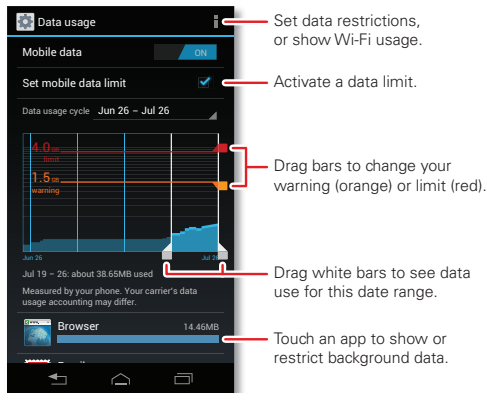 Data usage
Set data restrictions,
or show Wi-Fi usage.
Mobile data
ON
Set mobile data limit
Activate a data limit.
Data usage cycle
Jun 26 – Jul 26
4.0 GB
limit
1.5 GB
warning
Drag bars to change your
warning (orange) or limit (red).
Jun 26
Jul 26
Jul 19 – 26: about 38.65MB used
Measured by your phone. Your carrier's data
usage accounting may differ.
Drag white bars to see data
use for this date range.
Browser
14.46MB
Touch an app to show or
restrict background data.